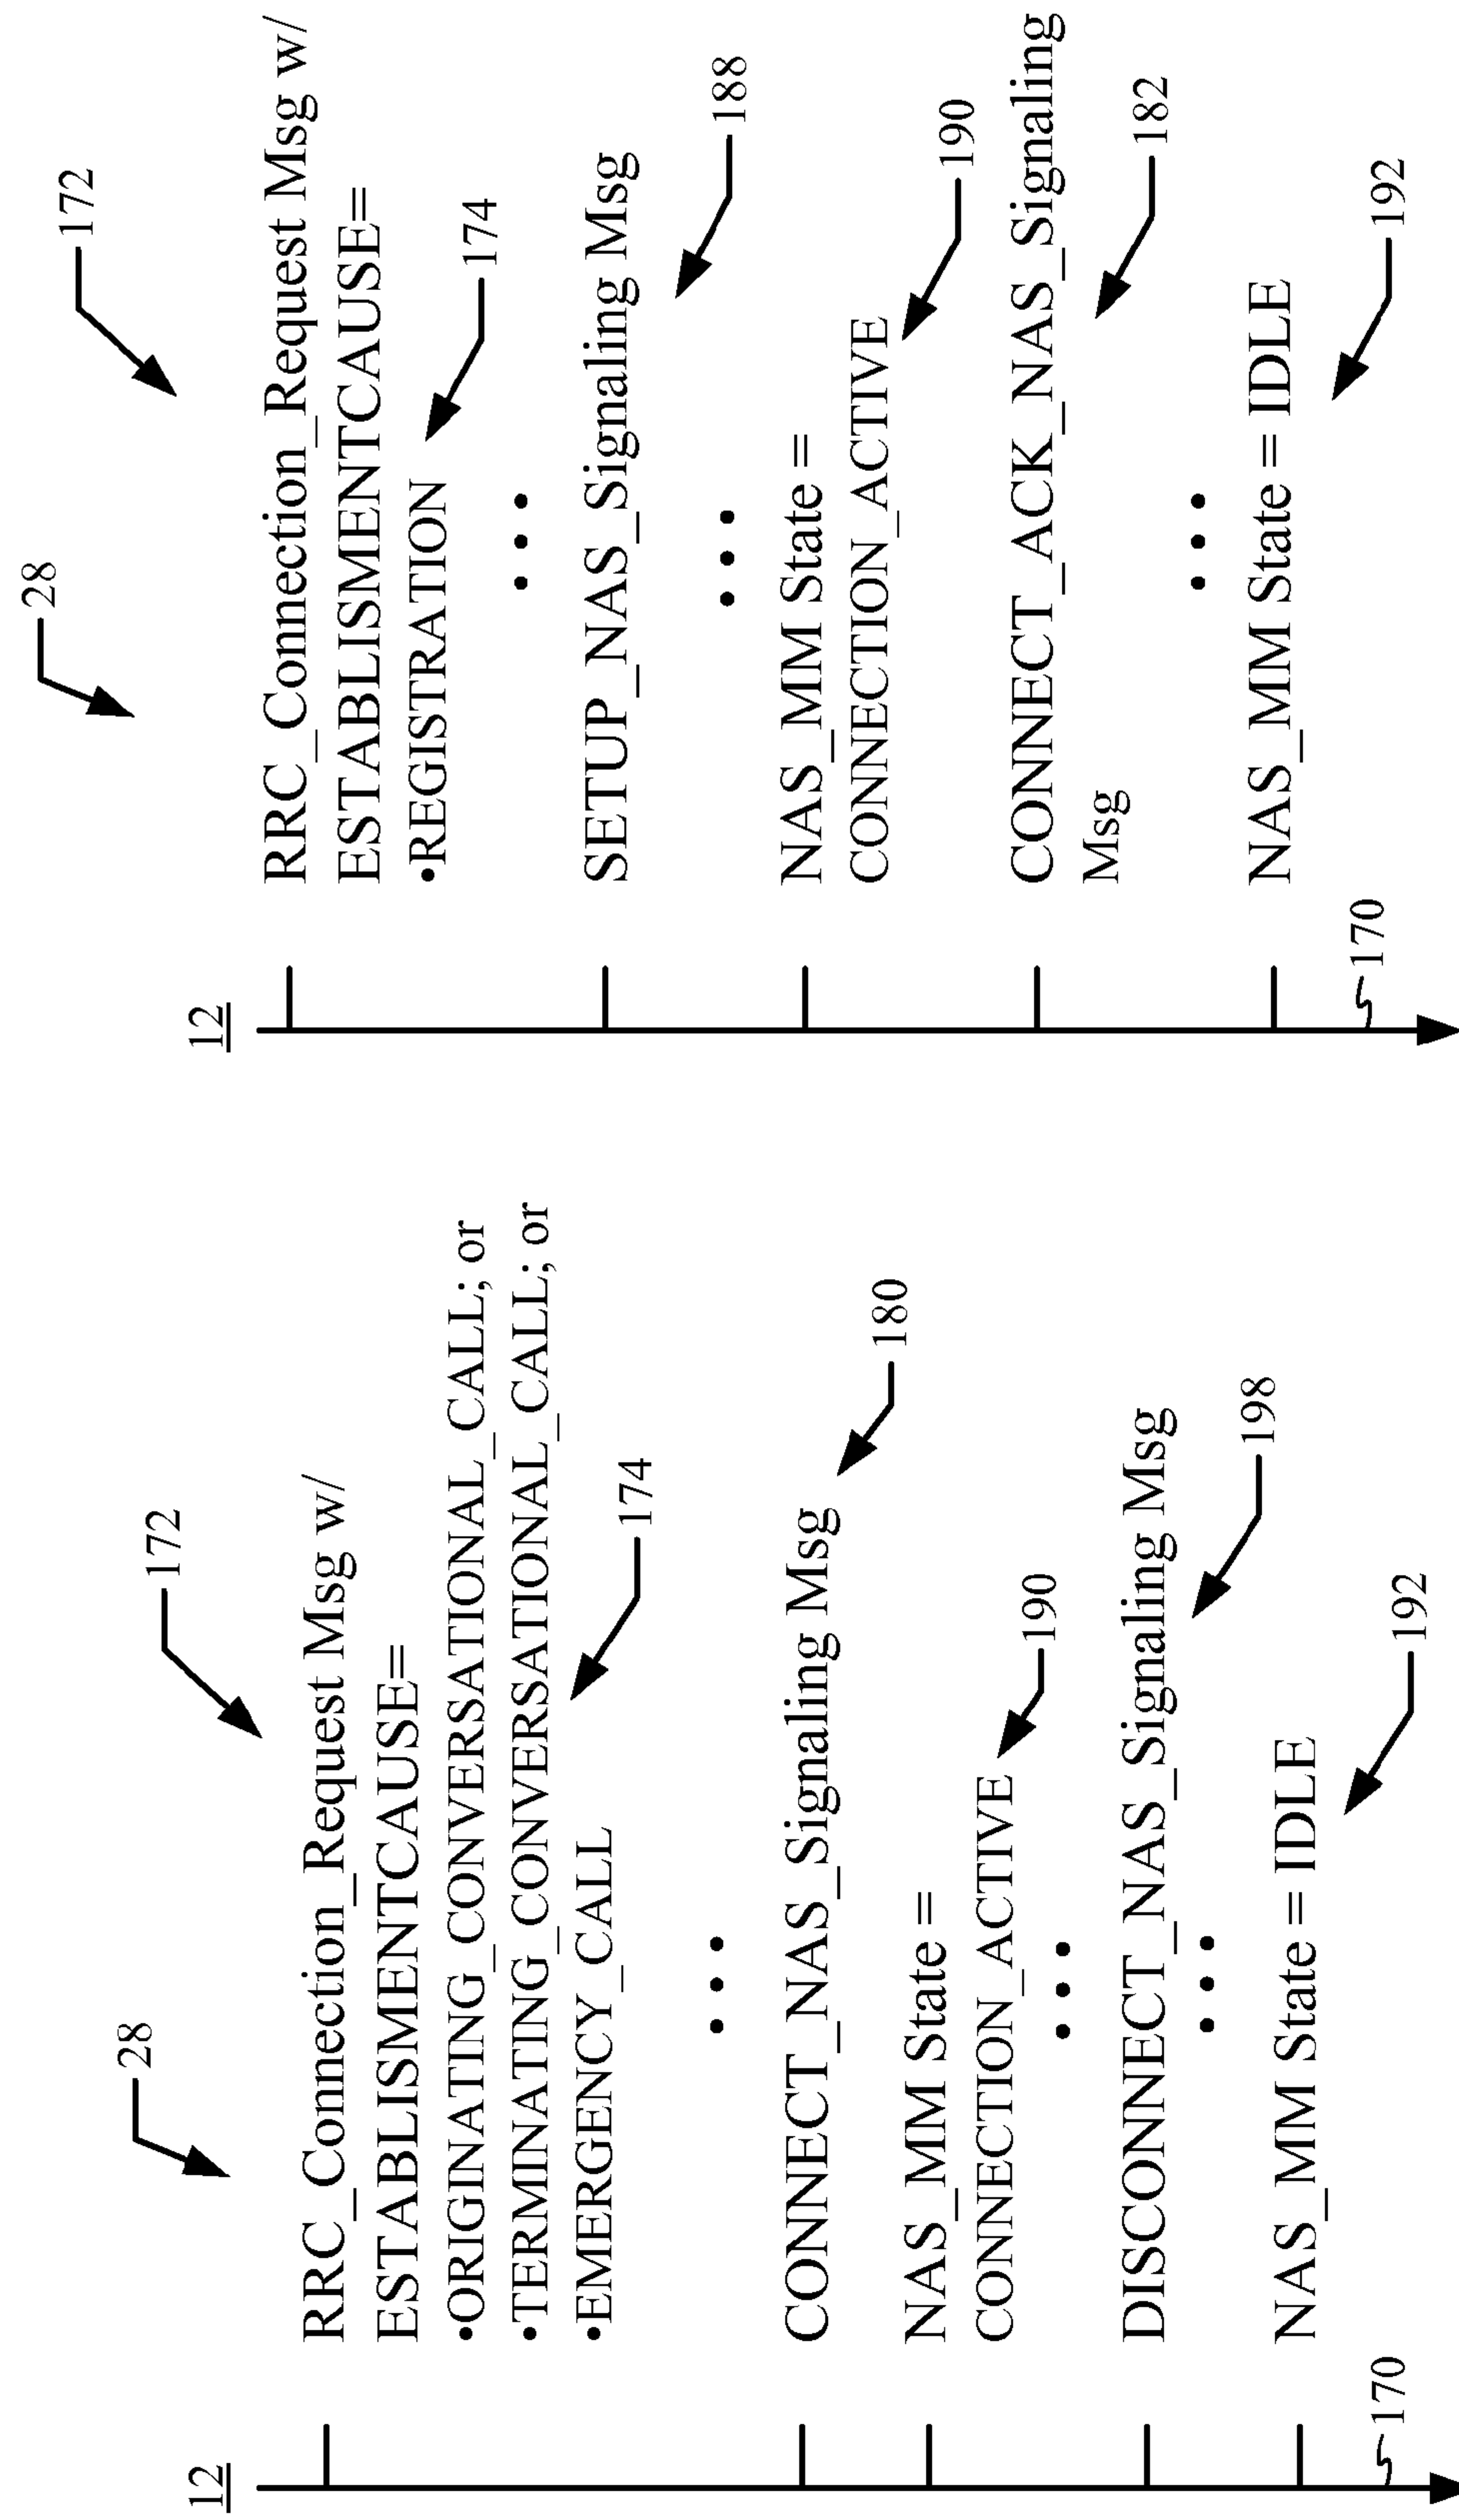 28
172
12
RRC_Connection_Request Msg w/
ESTABLISMENTCAUSE=
•ORIGINATING_CONVERSATIONAL_CALL; or
•TERMINATING_CONVERSATIONAL_CALL; or
•EMERGENCY_CALL
174
• • •
CONNECT_NAS_Signaling Msg
180
NAS_MM State =
CONNECTION_ACTIVE
190
• • •
DISCONNECT_NAS_Signaling Msg
198
• • •
NAS_MM State = IDLE
192
170
28
172
12
RRC_Connection_Request Msg w/
ESTABLISMENTCAUSE=
•REGISTRATION
174
• • •
SETUP_NAS_Signaling Msg
188
• • •
NAS_MM State =
CONNECTION_ACTIVE
190
CONNECT_ACK_NAS_Signaling
Msg
182
• • •
NAS_MM State = IDLE
192
170